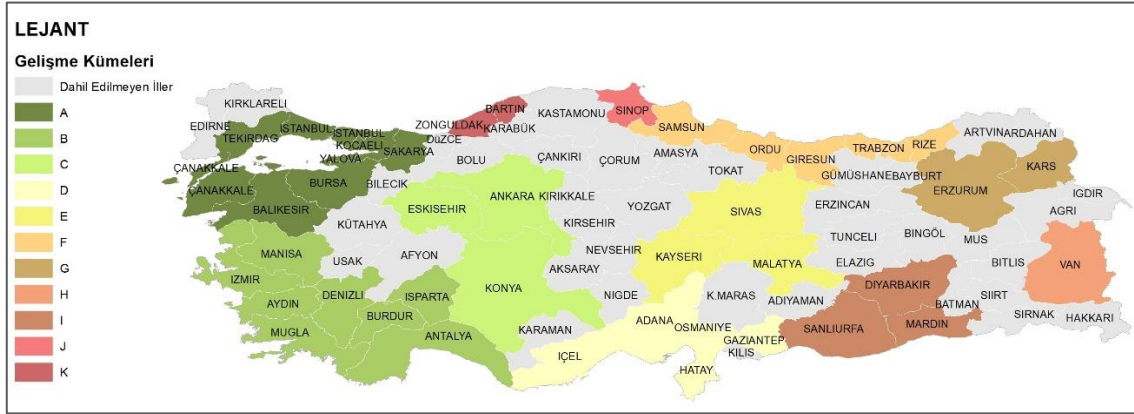 LEJANT
Gelişme Kümeleri
Dahil Edilmeyen İller
A
B
C
D
E
F
G
H
I
J
K
KIRKLARELİ
EDIRNE
TEKIRDAG
ISTANBUL
ISTANBUL
KOCAELI
YALOVA
SAKARYA
DüZCE
ZONGULDAK
BARTIN
KARABÜK
KASTAMONU
SINOP
SAMSUN
ORDU
GIRESUN
TRABZON
RIZE
ARTVIN
ARDAHAN
ÇANAKKALE
ÇANAKKALE
BURSA
BILECIK
BOLU
ÇANKIRI
ÇORUM
AMASYA
TOKAT
GÜMÜSHANE
BAYBURT
ERZURUM
KARS
IGDIR
AGRI
BALIKESIR
KÜTAHYA
ESKISEHIR
ANKARA
KIRIKKALE
KIRSEHIR
YOZGAT
SIVAS
ERZINCAN
TUNCELI
BINGÖL
MUS
MANISA
USAK
AFYON
NEVSEHIR
KAYSERI
MALATYA
ELAZIG
BITLIS
VAN
IZMIR
AYDIN
DENIZLI
ISPARTA
KONYA
AKSARAY
NIGDE
K.MARAS
ADIYAMAN
DIYARBAKIR
BATMAN
SIIRT
SIRNAK
HAKKARI
MUGLA
BURDUR
ANTALYA
KARAMAN
IÇEL
ADANA
OSMANIYE
GAZIANTEP
KILIS
HATAY
SANLIURFA
MARDIN